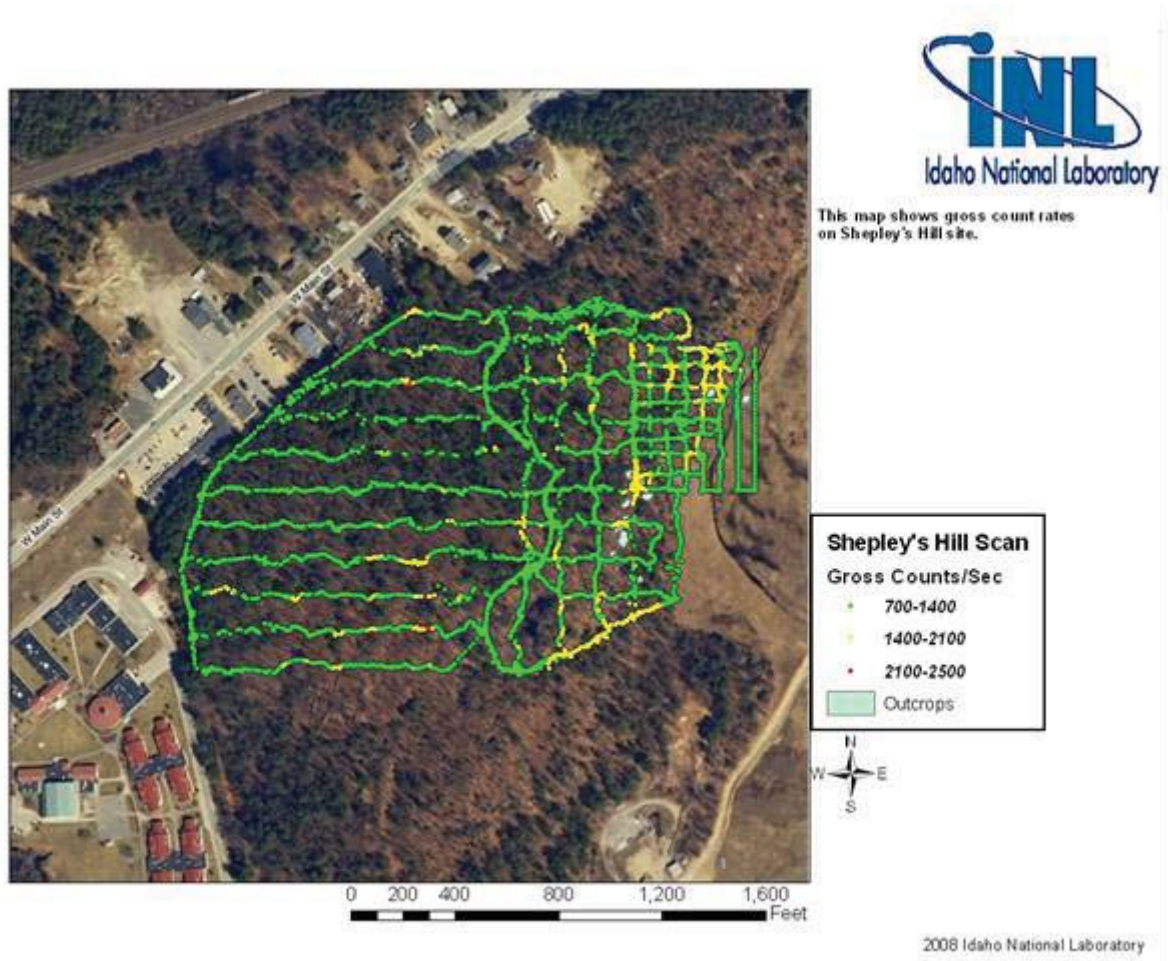 INL
Idaho National Laboratory
This map shows gross count rates
on Shepley's Hill site.
W Main St
W Main St
Shepley's Hill Scan
Gross Counts/Sec
700-1400
1400-2100
2100-2500
Outcrops
N
W E
S
0 200 400 800 1,200 1,600
Feet
2008 Idaho National Laboratory